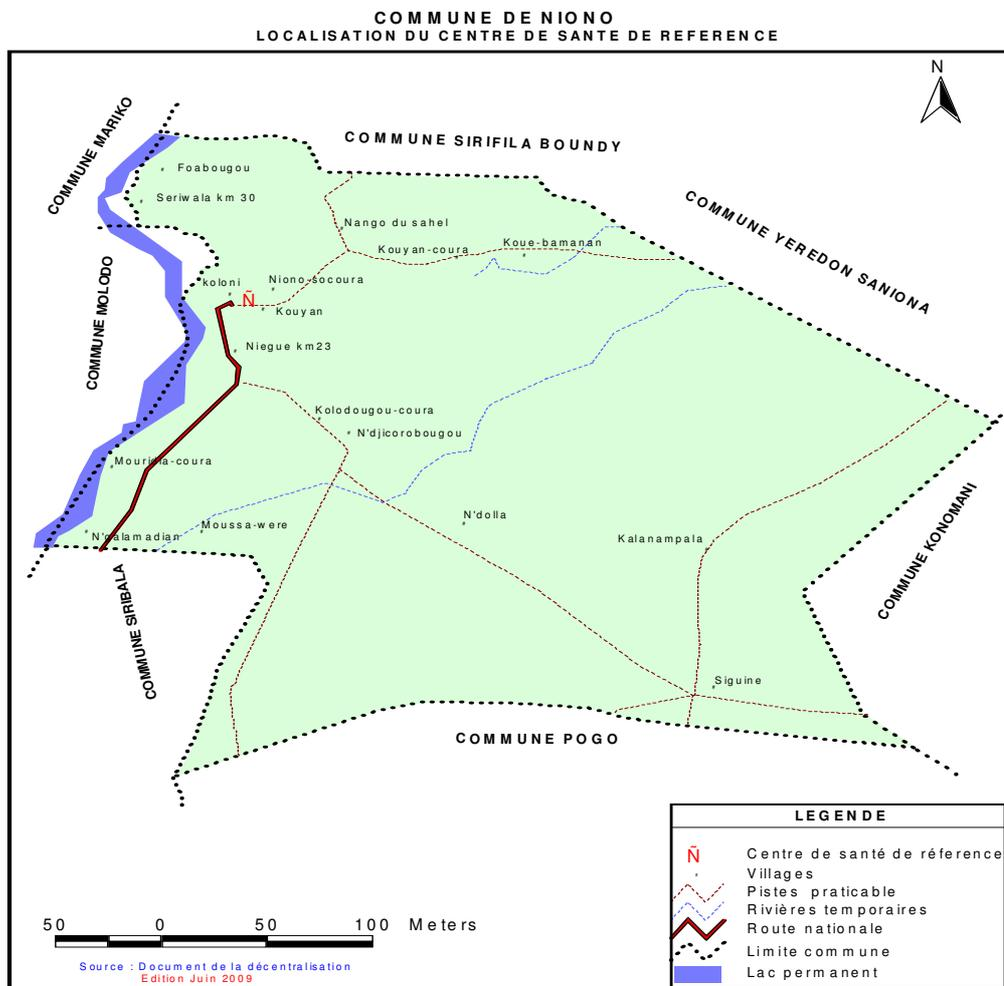 COMMUNE DE NIONO
LOCALISATION DU CENTRE DE SANTE DE REFERENCE
N
COMMUNE MARIKO
COMMUNE SIRIFILA BOUNDY
Foabougou
Seriwala km 30
COMMUNE YEREDON SANIONA
Nango du sahel
Kouyan-coura
Koue-bamanan
COMMUNE MOLODO
koloni
Niono-socoura
Ñ
Kouyan
Niegue km23
Kolodougou-coura
N'djicorobougou
Mouridia-coura
N'dolla
Moussa-were
N'galamadian
Kalanampala
COMMUNE KONOMANI
COMMUNE SIRIBALA
Siguine
COMMUNE POGO
LEGENDE
Ñ Centre de santé de réference
Villages
Pistes praticable
Rivières temporaires
Route nationale
Limite commune
Lac permanent
50 0 50 100 Meters
Source : Document de la décentralisation
Edition Juin 2009